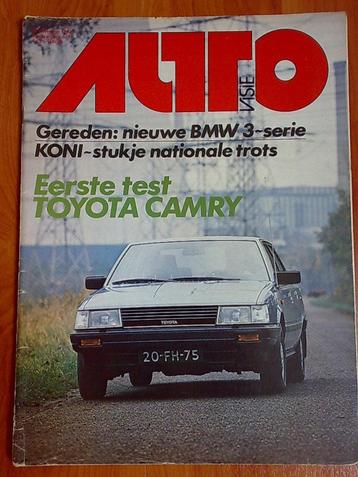 AUTO
VISIE
Gereden: nieuwe BMW 3-serie
KONI-stukje nationale trots
Eerste test
TOYOTA CAMRY
TOYOTA
20-FH-75